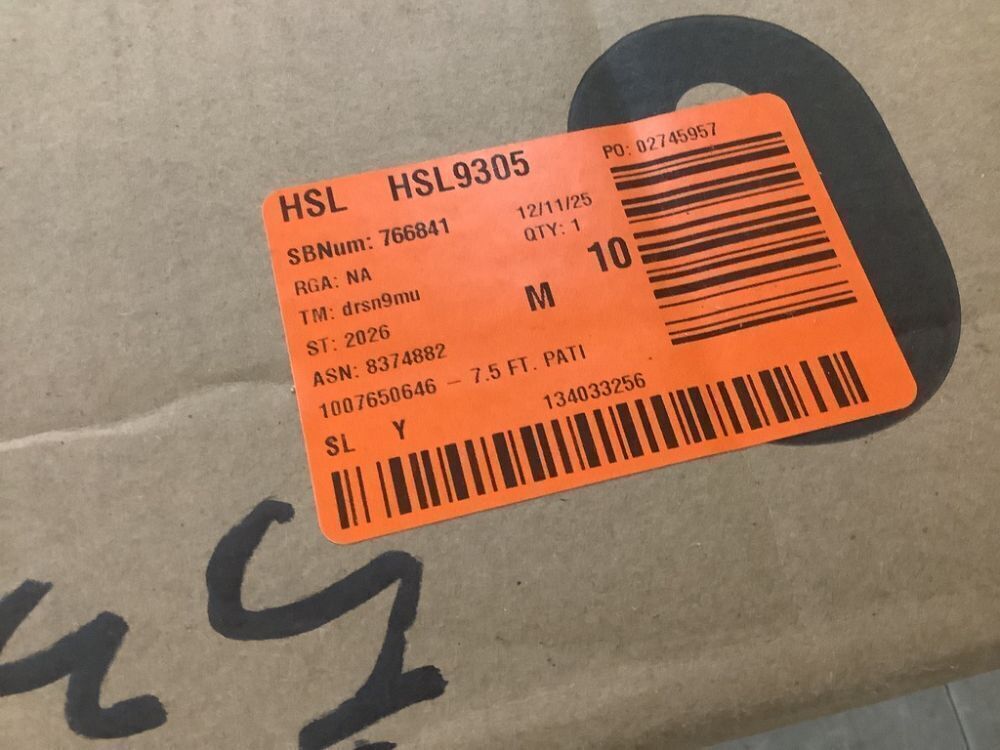 HSL HSL9305
PO: 02745957
SBNum: 766841 12/11/25
RGA: NA QTY: 1
TM: drsn9mu M 10
ST: 2026
ASN: 8374882
1007650646 – 7.5 FT. PATI
SL Y 134033256